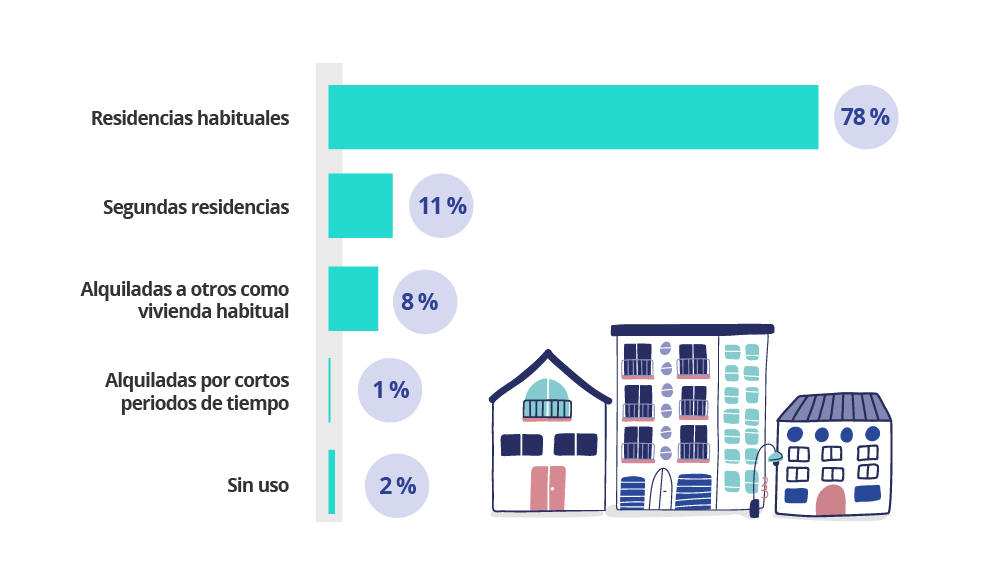 Residencias habituales
78 %
Segundas residencias
11 %
Alquiladas a otros como
vivienda habitual
8 %
Alquiladas por cortos
periodos de tiempo
1 %
Sin uso
2 %